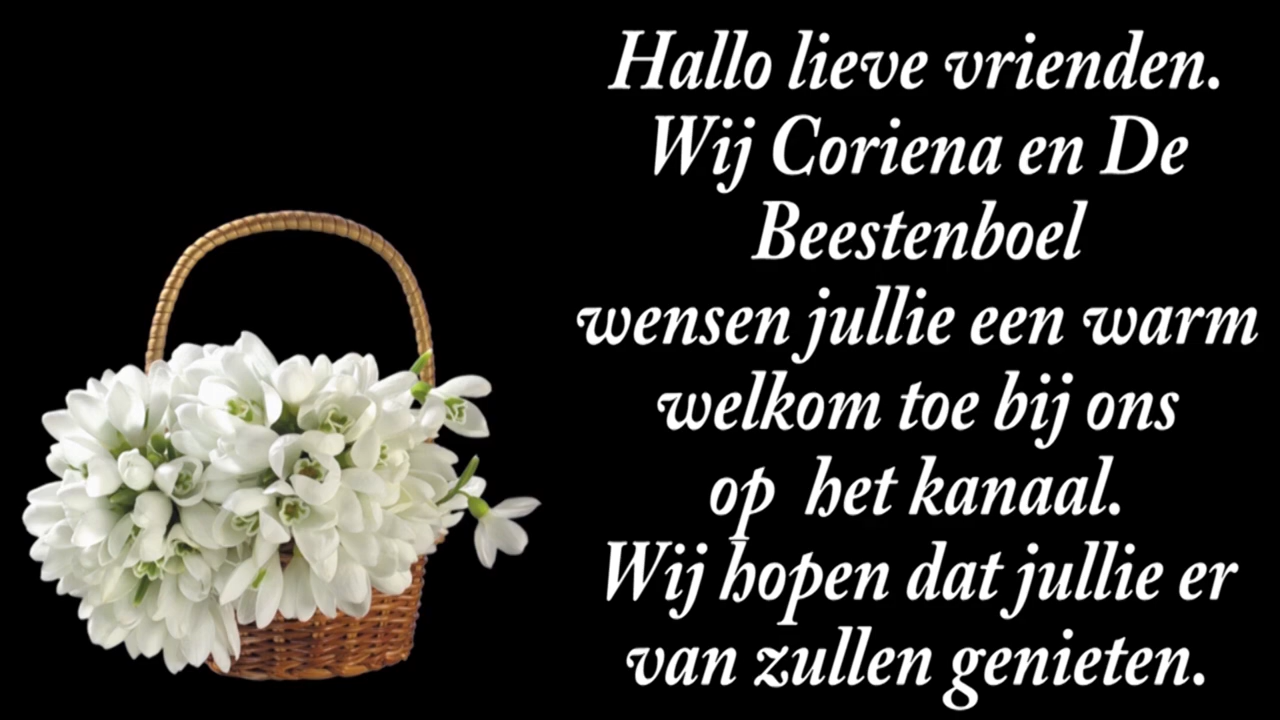 Hallo lieve vrienden.
Wij Coriena en De
Beestenboel
wensen jullie een warm
welkom toe bij ons
op het kanaal.
Wij hopen dat jullie er
van zullen genieten.